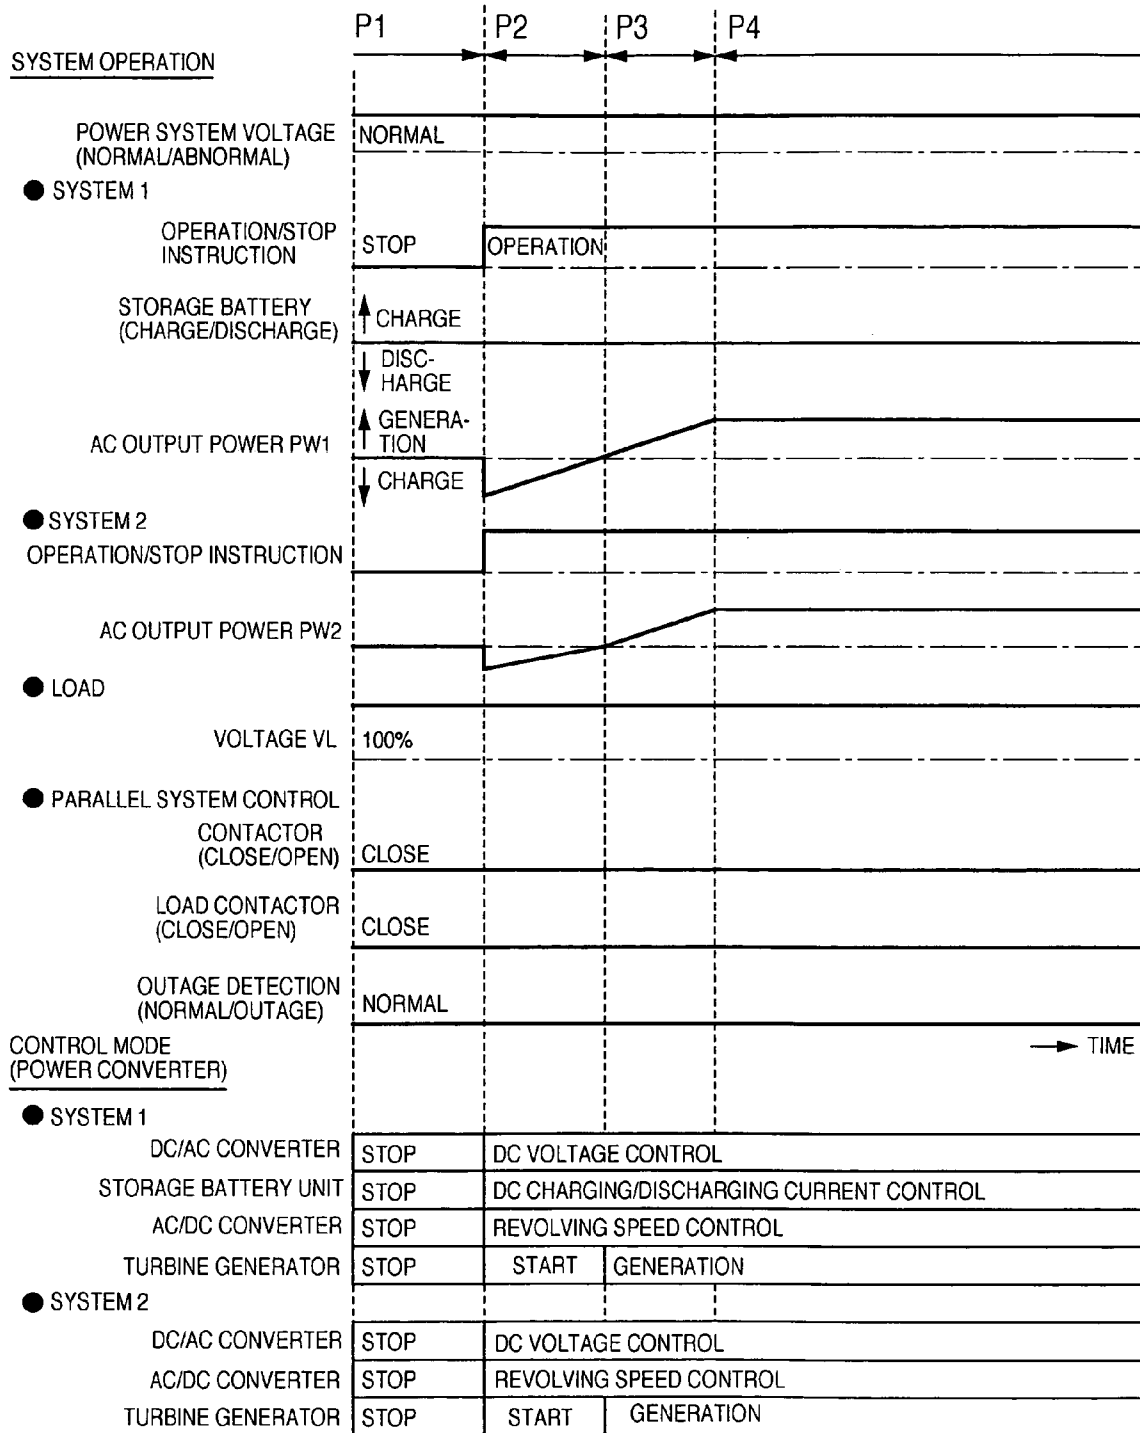 P1 P2 P3 P4
SYSTEM OPERATION
POWER SYSTEM VOLTAGE
(NORMAL/ABNORMAL)
NORMAL
● SYSTEM 1
OPERATION/STOP
INSTRUCTION
STOP
OPERATION
STORAGE BATTERY
(CHARGE/DISCHARGE)
CHARGE
DISC-
HARGE
AC OUTPUT POWER PW1
GENERA-
TION
CHARGE
● SYSTEM 2
OPERATION/STOP INSTRUCTION
AC OUTPUT POWER PW2
● LOAD
VOLTAGE VL
100%
● PARALLEL SYSTEM CONTROL
CONTACTOR
(CLOSE/OPEN)
CLOSE
LOAD CONTACTOR
(CLOSE/OPEN)
CLOSE
OUTAGE DETECTION
(NORMAL/OUTAGE)
NORMAL
TIME
CONTROL MODE
(POWER CONVERTER)
● SYSTEM 1
DC/AC CONVERTER STOP DC VOLTAGE CONTROL
STORAGE BATTERY UNIT STOP DC CHARGING/DISCHARGING CURRENT CONTROL
AC/DC CONVERTER STOP REVOLVING SPEED CONTROL
TURBINE GENERATOR STOP START GENERATION
● SYSTEM 2
DC/AC CONVERTER STOP DC VOLTAGE CONTROL
AC/DC CONVERTER STOP REVOLVING SPEED CONTROL
TURBINE GENERATOR STOP START GENERATION